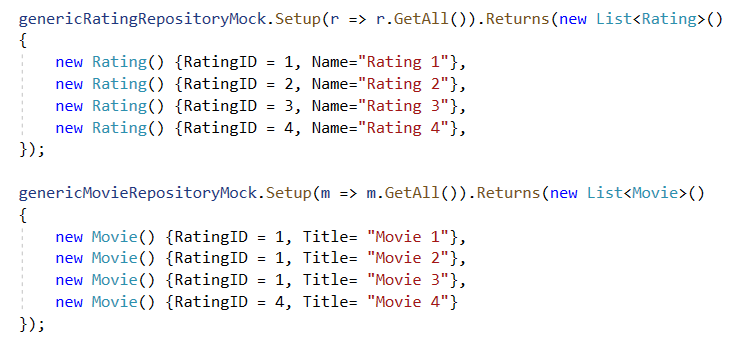 genericRatingRepositoryMock.Setup(r => r.GetAll()).Returns(new List<Rating>()
{
    new Rating() {RatingID = 1, Name="Rating 1"},
    new Rating() {RatingID = 2, Name="Rating 2"},
    new Rating() {RatingID = 3, Name="Rating 3"},
    new Rating() {RatingID = 4, Name="Rating 4"},
});

genericMovieRepositoryMock.Setup(m => m.GetAll()).Returns(new List<Movie>()
{
    new Movie() {RatingID = 1, Title= "Movie 1"},
    new Movie() {RatingID = 1, Title= "Movie 2"},
    new Movie() {RatingID = 1, Title= "Movie 3"},
    new Movie() {RatingID = 4, Title= "Movie 4"}
});